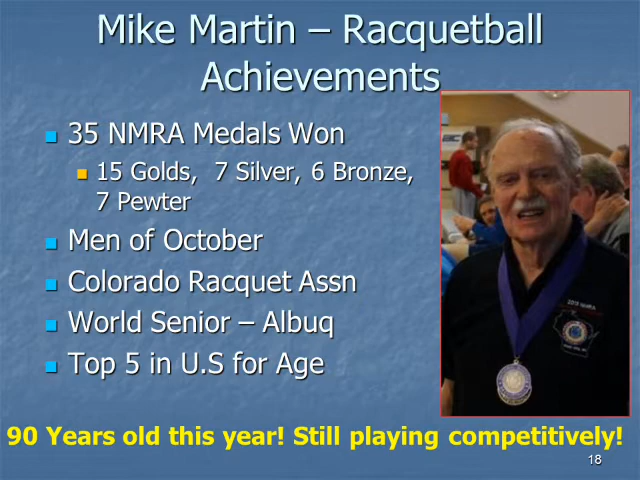 Mike Martin – Racquetball
Achievements
35 NMRA Medals Won
15 Golds,  7 Silver, 6 Bronze,
7 Pewter
Men of October
Colorado Racquet Assn
World Senior – Albuq
Top 5 in U.S for Age
90 Years old this year! Still playing competitively!
18